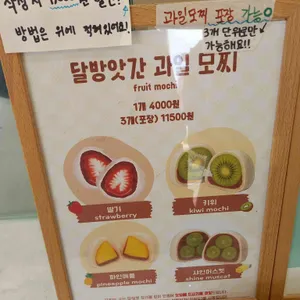 방법은 위에 적혀있어요.
과일모찌 포장 가능
3개 단위로만
가능해요!!
달방앗간 과일 모찌
fruit mochi
1개 4000원
3개(포장) 11500원
딸기
strawberry
키위
kiwi mochi
파인애플
pineapple mochi
샤인머스켓
shine muscat